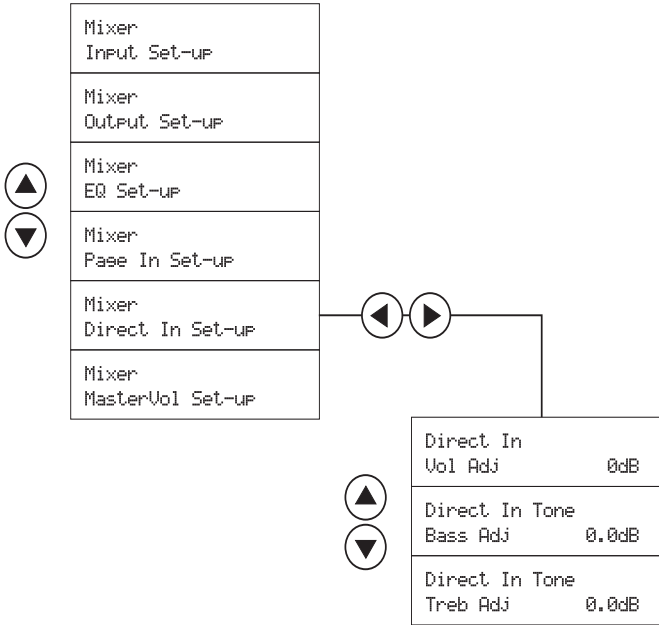 Mixer
Input Set-up
Mixer
Output Set-up
Mixer
EQ Set-up
Mixer
Page In Set-up
Mixer
Direct In Set-up
Mixer
MasterVol Set-up
Direct In
Vol Adj 0dB
Direct In Tone
Bass Adj 0.0dB
Direct In Tone
Treb Adj 0.0dB